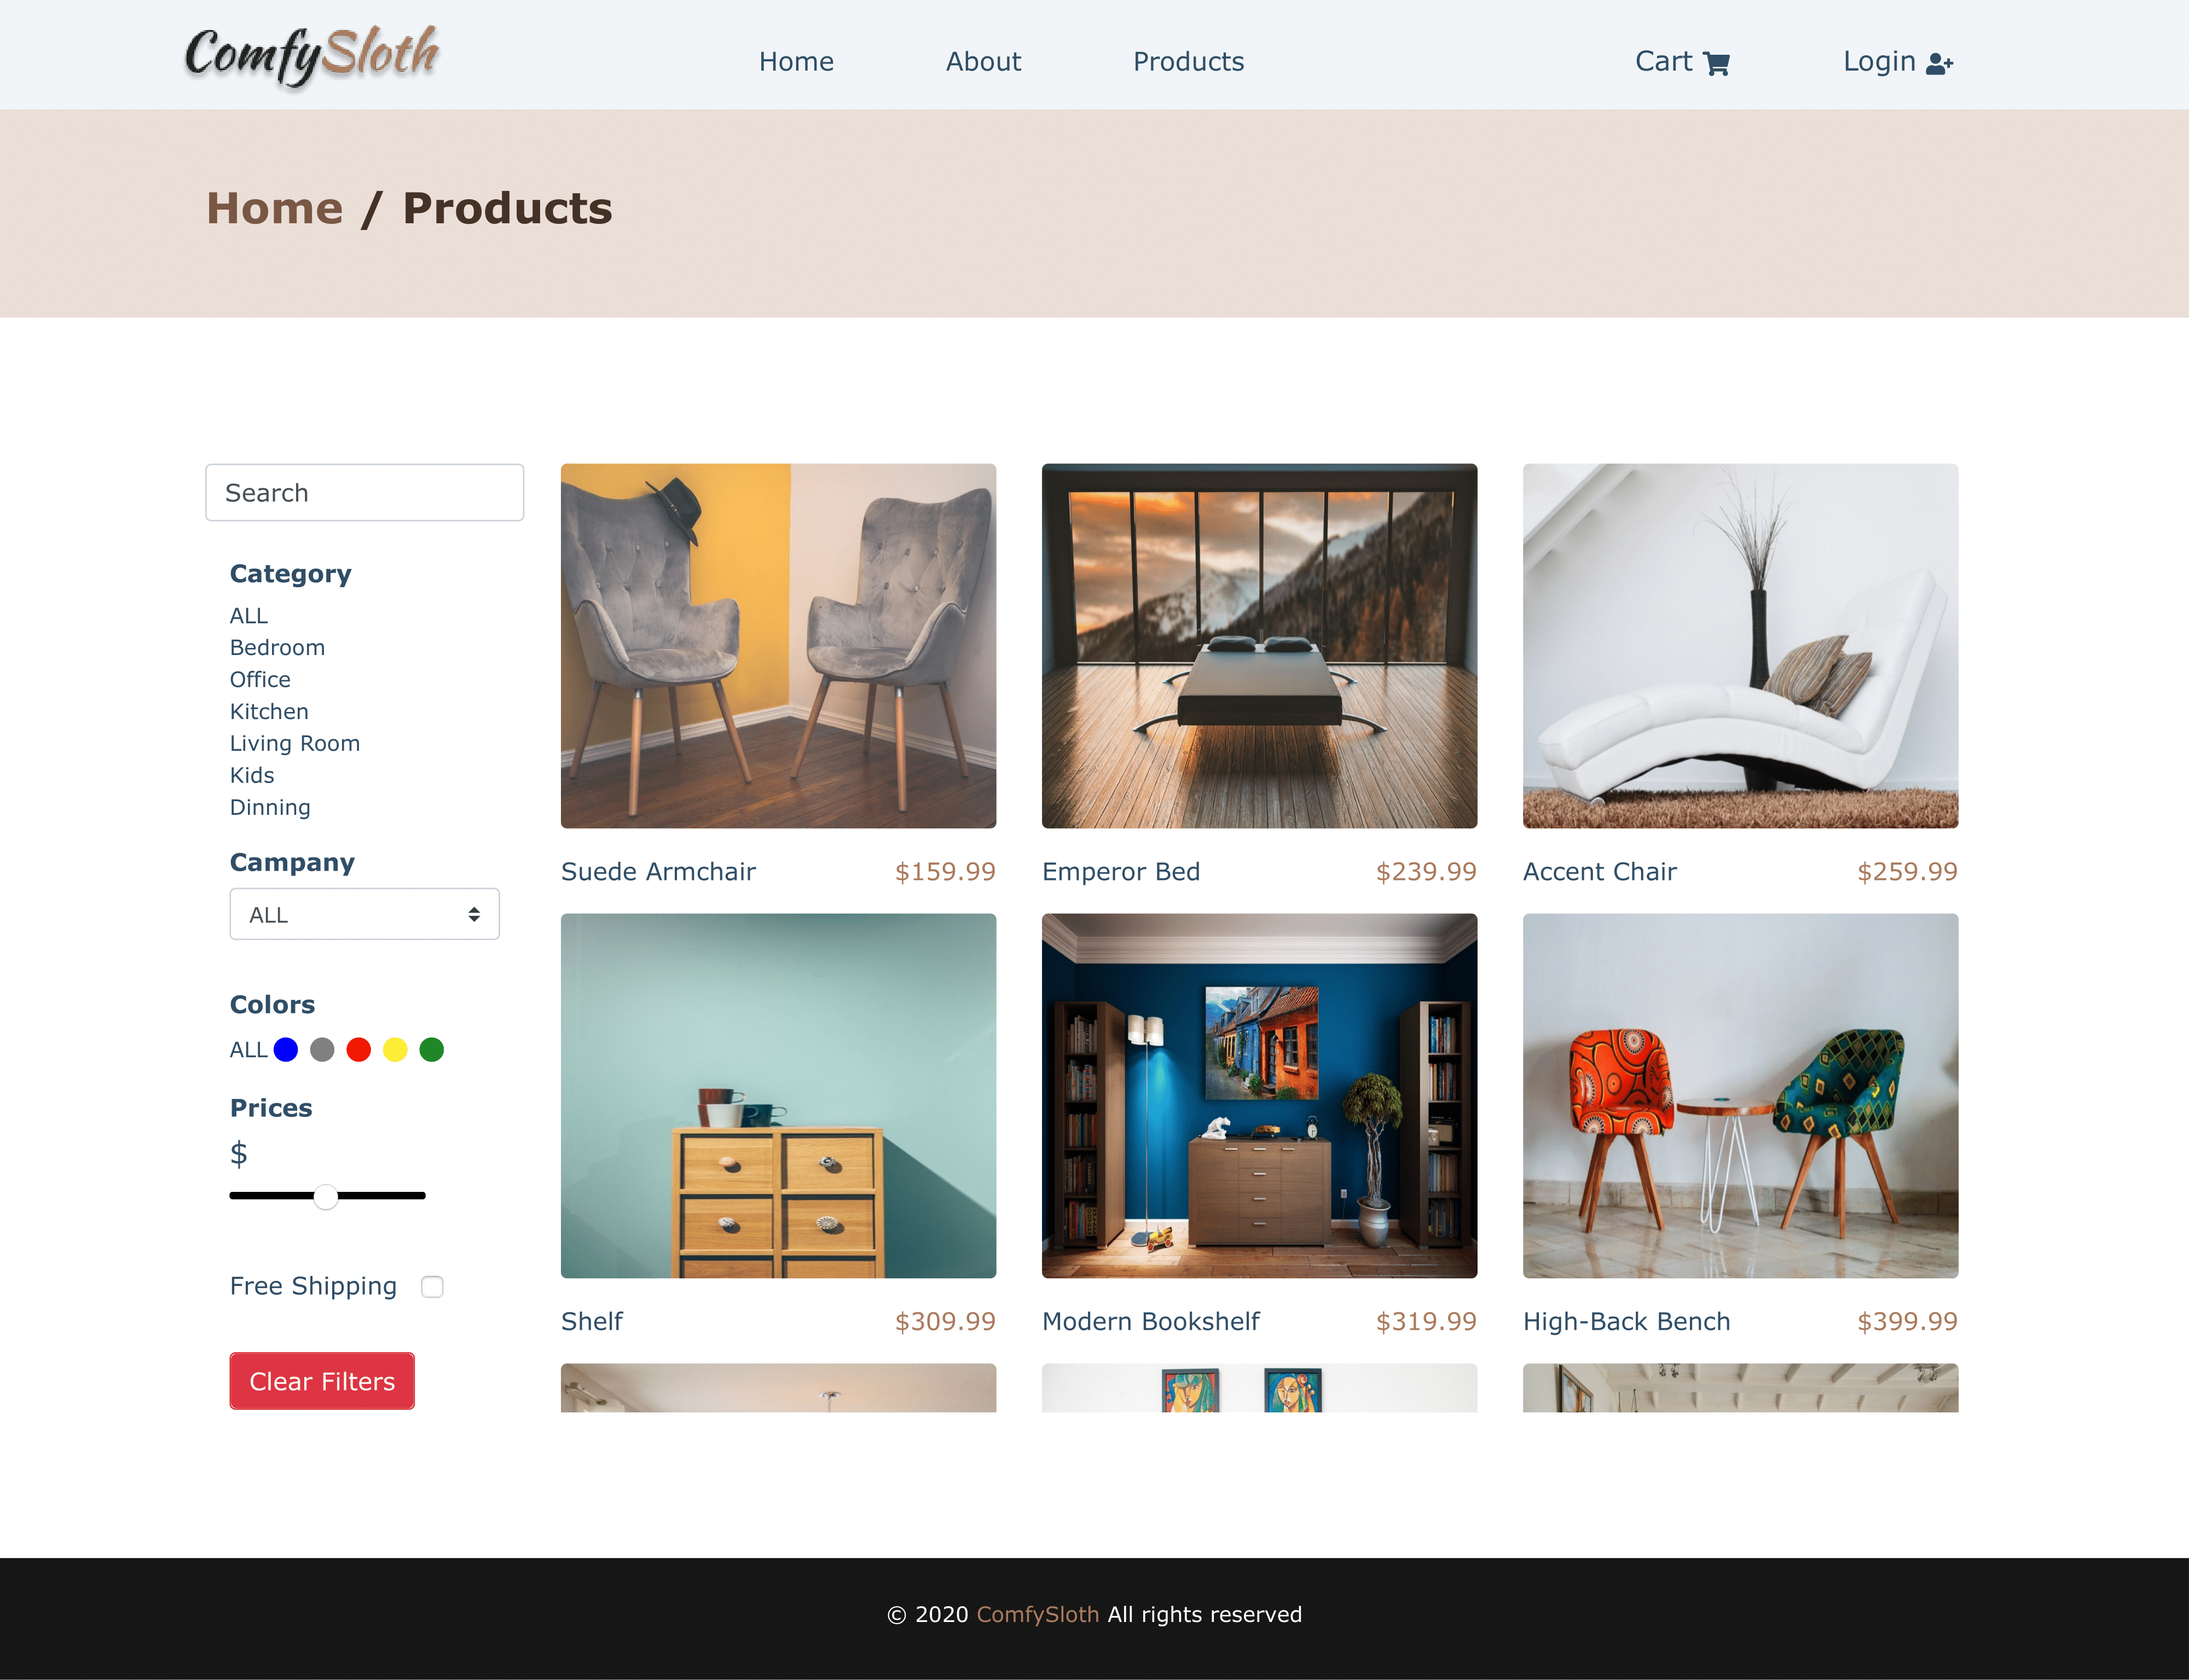 ComfySloth
Home About Products Cart Login
Home / Products
Search
Category
ALL
Bedroom
Office
Kitchen
Living Room
Kids
Dinning
Campany
ALL
Colors
ALL
Prices
$
Free Shipping
Clear Filters
Suede Armchair $159.99
Emperor Bed $239.99
Accent Chair $259.99
Shelf $309.99
Modern Bookshelf $319.99
High-Back Bench $399.99
© 2020 ComfySloth All rights reserved